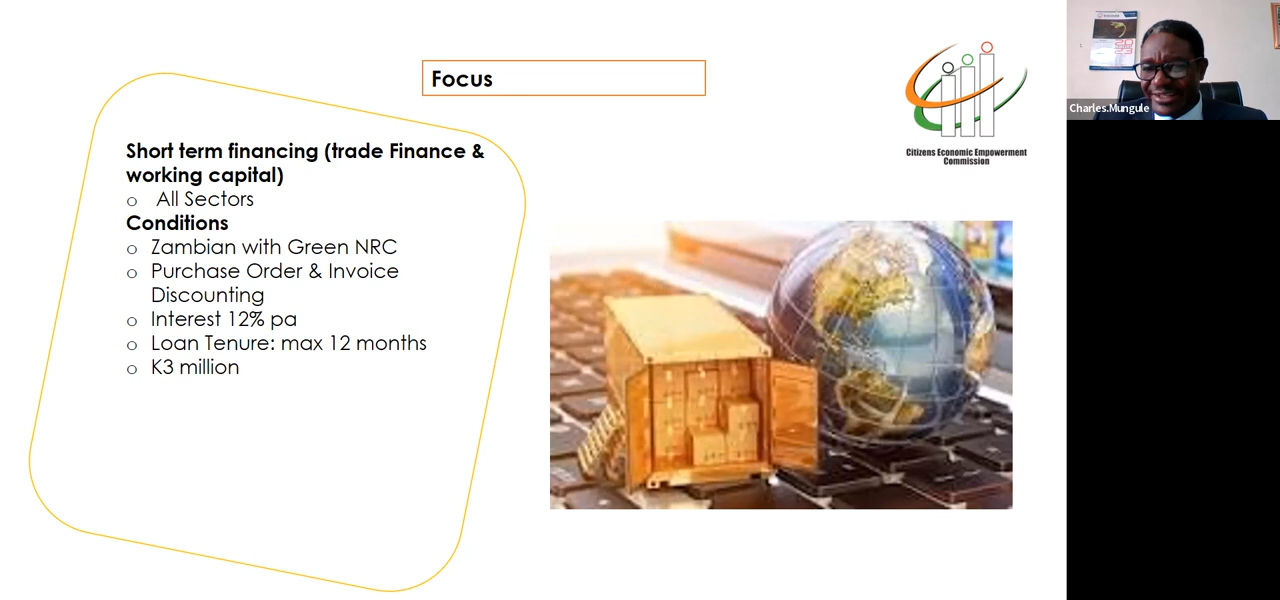 Focus
Short term financing (trade Finance &
working capital)
o All Sectors
Conditions
o Zambian with Green NRC
o Purchase Order & Invoice
Discounting
o Interest 12% pa
o Loan Tenure: max 12 months
o K3 million
Citizens Economic Empowerment
Commission
Charles.Mungule